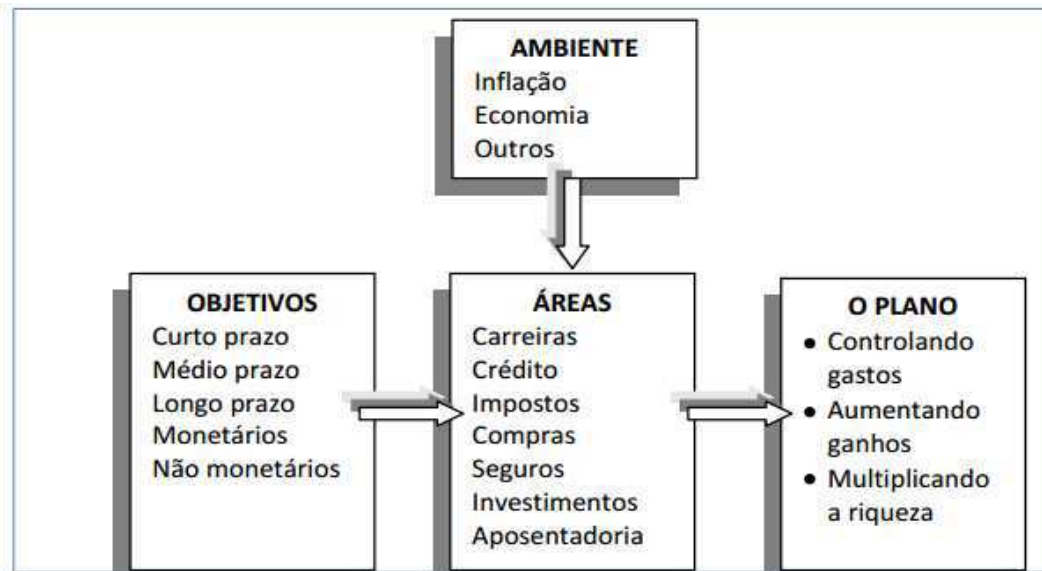 AMBIENTE
Inflação
Economia
Outros
OBJETIVOS
Curto prazo
Médio prazo
Longo prazo
Monetários
Não monetários
ÁREAS
Carreiras
Crédito
Impostos
Compras
Seguros
Investimentos
Aposentadoria
O PLANO
• Controlando
gastos
• Aumentando
ganhos
• Multiplicando
a riqueza